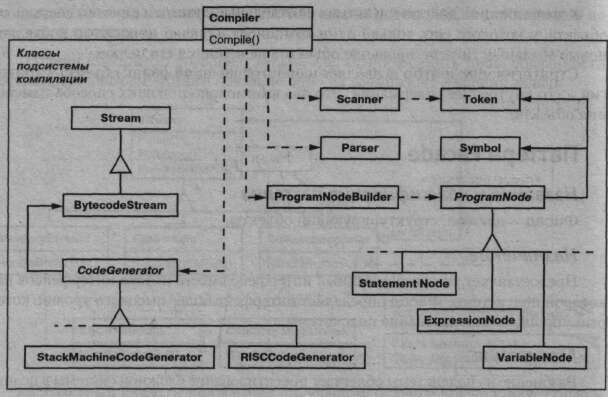 Compiler
Compile()
Классы
подсистемы
компиляции
Scanner
Token
Stream
Parser
Symbol
BytecodeStream
ProgramNodeBuilder
ProgramNode
CodeGenerator
Statement Node
ExpressionNode
StackMachineCodeGenerator
RISCCodeGenerator
VariableNode